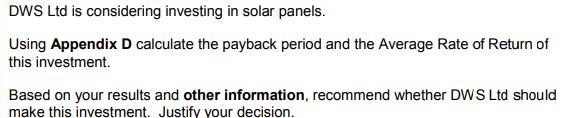 DWS Ltd is considering investing in solar panels.
Using Appendix D calculate the payback period and the Average Rate of Return of
this investment.
Based on your results and other information, recommend whether DWS Ltd should
make this investment. Justify your decision.